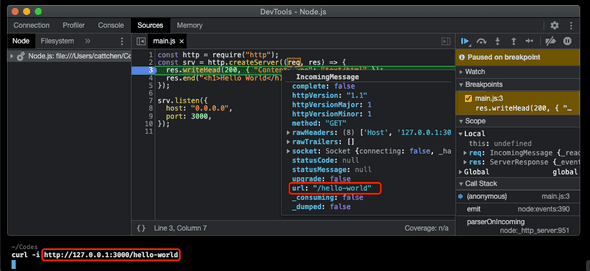 DevTools - Node.js
Connection Profiler Console Sources Memory
Node Filesystem »
Node.js: file:///Users/cattchen/Co
main.js ×
1 const http = require("http");
2 const srv = http.createServer((req, res) => {
3 res.writeHead(200, { "Content-Type": "text/html" });
4 res.end("<h1>Hello World</h
5 });
6
7 srv.listen({
8 host: "0.0.0.0",
9 port: 3000,
10 });
11
IncomingMessage
complete: false
httpVersion: "1.1"
httpVersionMajor: 1
httpVersionMinor: 1
method: "GET"
rawHeaders: (8) ['Host', '127.0.0.1:30
rawTrailers: []
socket: Socket {connecting: false, _ha
statusCode: null
statusMessage: null
upgrade: false
url: "/hello-world"
_consuming: false
_dumped: false
{} Line 3, Column 7 Coverage: n/a
Paused on breakpoint
Watch
Breakpoints
main.js:3
res.writeHead(200, { "…
Scope
Local
this: undefined
req: IncomingMessage {_read
res: ServerResponse {_event
Global global
Call Stack
(anonymous) main.js:3
emit node:events:390
parserOnIncoming
node:_http_server:951
~/Codes
curl -i http://127.0.0.1:3000/hello-world